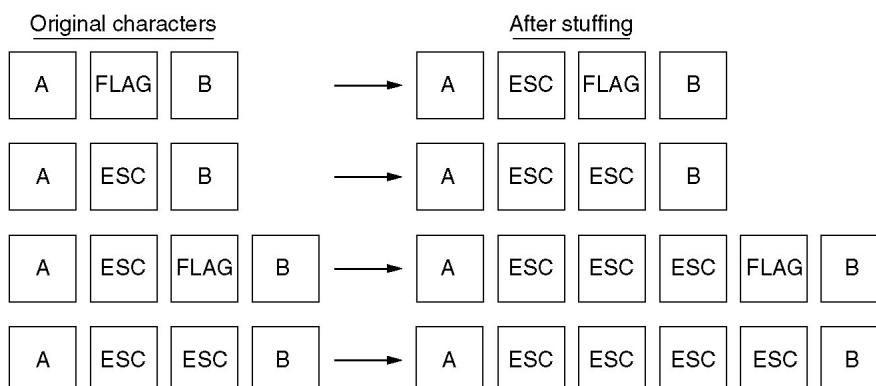 Original characters After stuffing
A FLAG B A ESC FLAG B
A ESC B A ESC ESC B
A ESC FLAG B A ESC ESC ESC FLAG B
A ESC ESC B A ESC ESC ESC ESC B